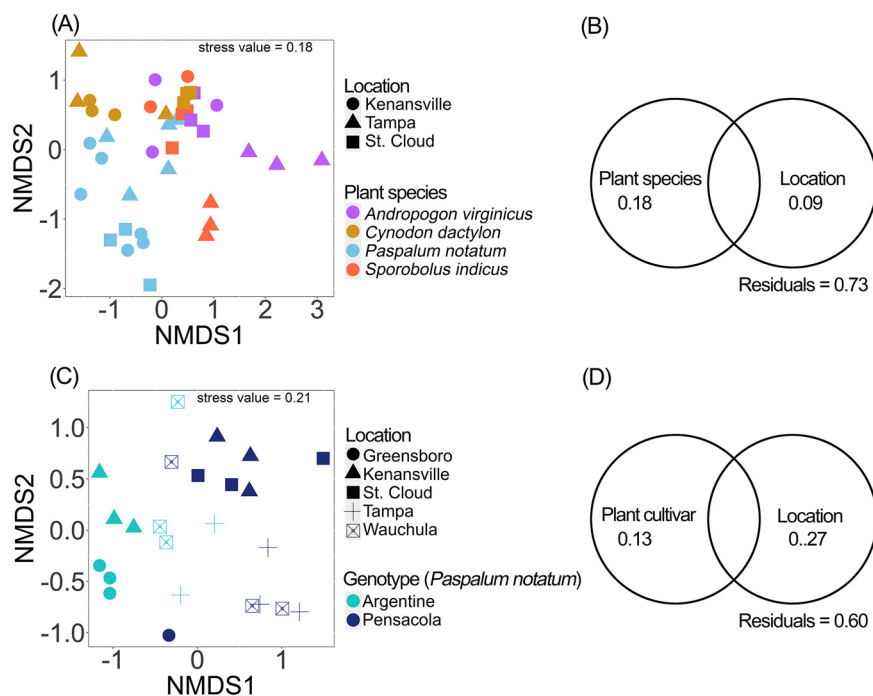 (A)
stress value = 0.18
1
0
-1
-2
NMDS2
-1
0
1
2
3
NMDS1
Location
Kenansville
Tampa
St. Cloud
Plant species
Andropogon virginicus
Cynodon dactylon
Paspalum notatum
Sporobolus indicus
(B)
Plant species
0.18
Location
0.09
Residuals = 0.73
(C)
stress value = 0.21
1.0
0.5
0.0
-0.5
-1.0
NMDS2
-1
0
1
NMDS1
Location
Greensboro
Kenansville
St. Cloud
Tampa
Wauchula
Genotype (Paspalum notatum)
Argentine
Pensacola
(D)
Plant cultivar
0.13
Location
0..27
Residuals = 0.60